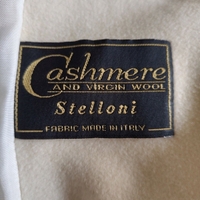 Cashmere
AND VIRGIN WOOL
Stelloni
FABRIC MADE IN ITALY